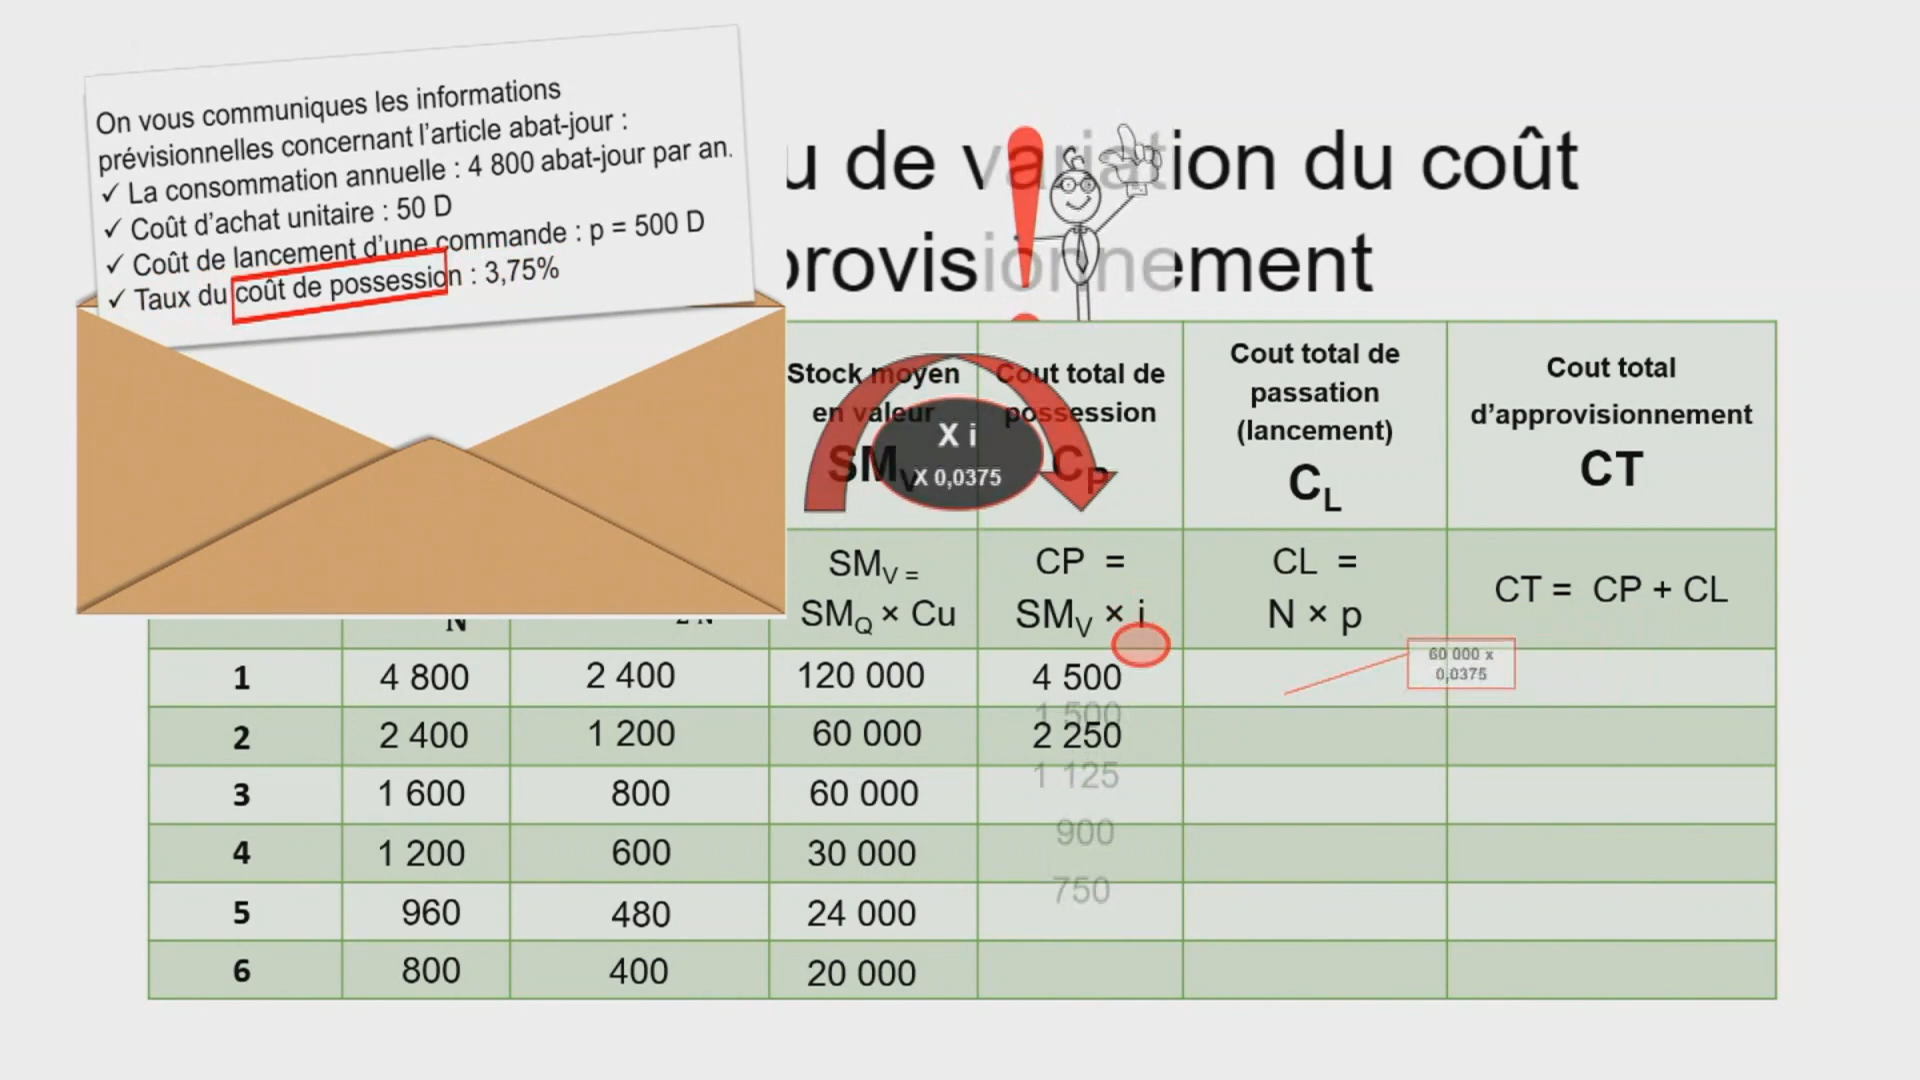 On vous communiques les informations
prévisionnelles concernant l'article abat-jour :
✓ La consommation annuelle : 4 800 abat-jour par an.
✓ Coût d'achat unitaire : 50 D
✓ Coût de lancement d'une commande : p = 500 D
✓ Taux du coût de possession : 3,75%
u de variation du coût
provisionnement
Stock moyen en valeur SMV
Cout total de possession CP
Cout total de passation (lancement) CL
Cout total d'approvisionnement CT
X i
X 0,0375
N
2 N
SMV = SMQ × Cu
CP = SMV × i
CL = N × p
CT = CP + CL
60 000 x
0,0375
1 4 800 2 400 120 000 4 500
1 500
2 2 400 1 200 60 000 2 250
1 125
3 1 600 800 60 000
900
4 1 200 600 30 000
750
5 960 480 24 000
6 800 400 20 000